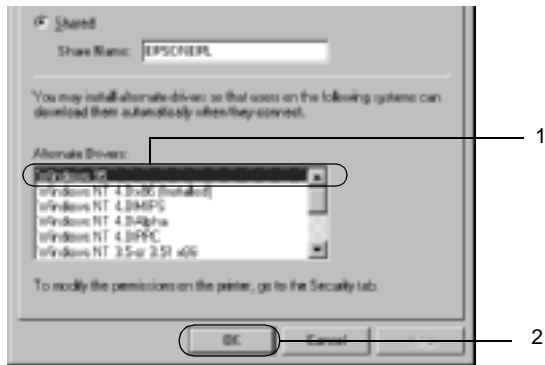 Shared
Share Name: EPSONEPL
You may install alternate drivers so that users on the following systems can
download them automatically when they connect.
Alternate Drivers:
1
Windows 95
Windows NT 4.0 x86 (Installed)
Windows NT 4.0 MIPS
Windows NT 4.0 Alpha
Windows NT 4.0 PPC
Windows NT 3.5 or 3.51 x86
To modify the permissions on the printer, go to the Security tab.
OK
Cancel
2